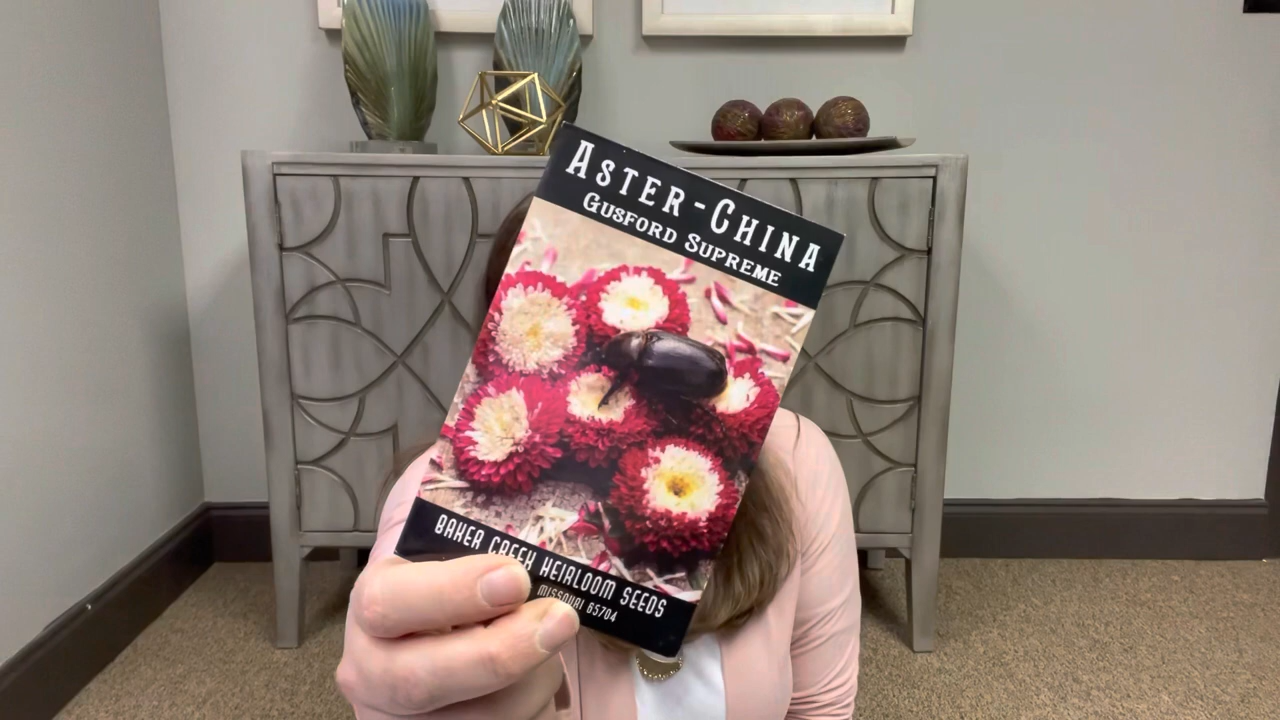 ASTER-CHINA
GUSFORD SUPREME
BAKER CREEK HEIRLOOM SEEDS
MISSOURI 65704